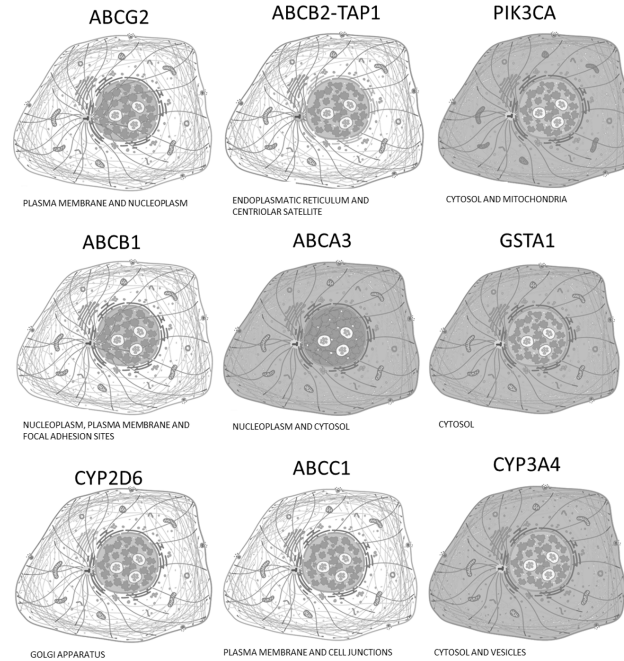 ABCG2
ABCB2-TAP1
PIK3CA
PLASMA MEMBRANE AND NUCLEOPLASM
ENDOPLASMATIC RETICULUM AND
CENTRIOLAR SATELLITE
CYTOSOL AND MITOCHONDRIA
ABCB1
ABCA3
GSTA1
NUCLEOPLASM, PLASMA MEMBRANE AND
FOCAL ADHESION SITES
NUCLEOPLASM AND CYTOSOL
CYTOSOL
CYP2D6
ABCC1
CYP3A4
GOLGI APPARATUS
PLASMA MEMBRANE AND CELL JUNCTIONS
CYTOSOL AND VESICLES